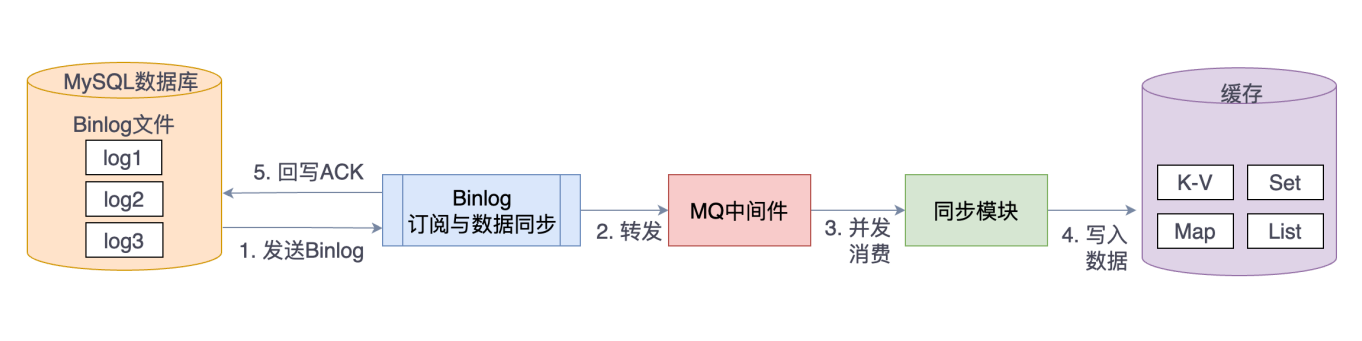 MySQL数据库
Binlog文件
log1
log2
log3
5. 回写ACK
1. 发送Binlog
Binlog
订阅与数据同步
2. 转发
MQ中间件
3. 并发
消费
同步模块
4. 写入
数据
缓存
K-V
Set
Map
List